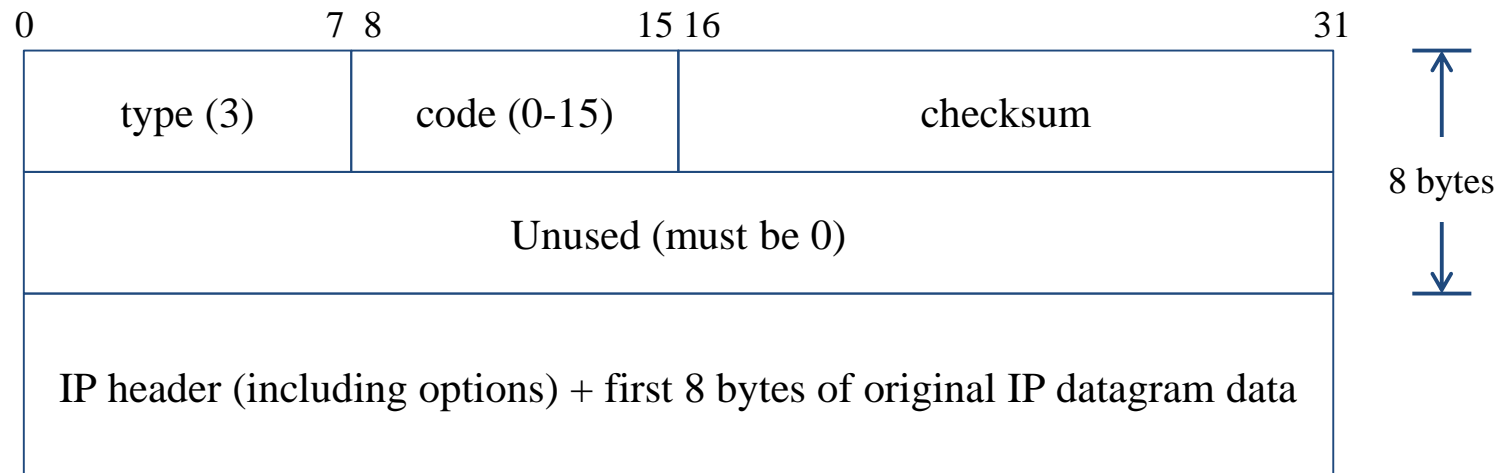 0 7 8 15 16 31
type (3) code (0-15) checksum
8 bytes
Unused (must be 0)
IP header (including options) + first 8 bytes of original IP datagram data